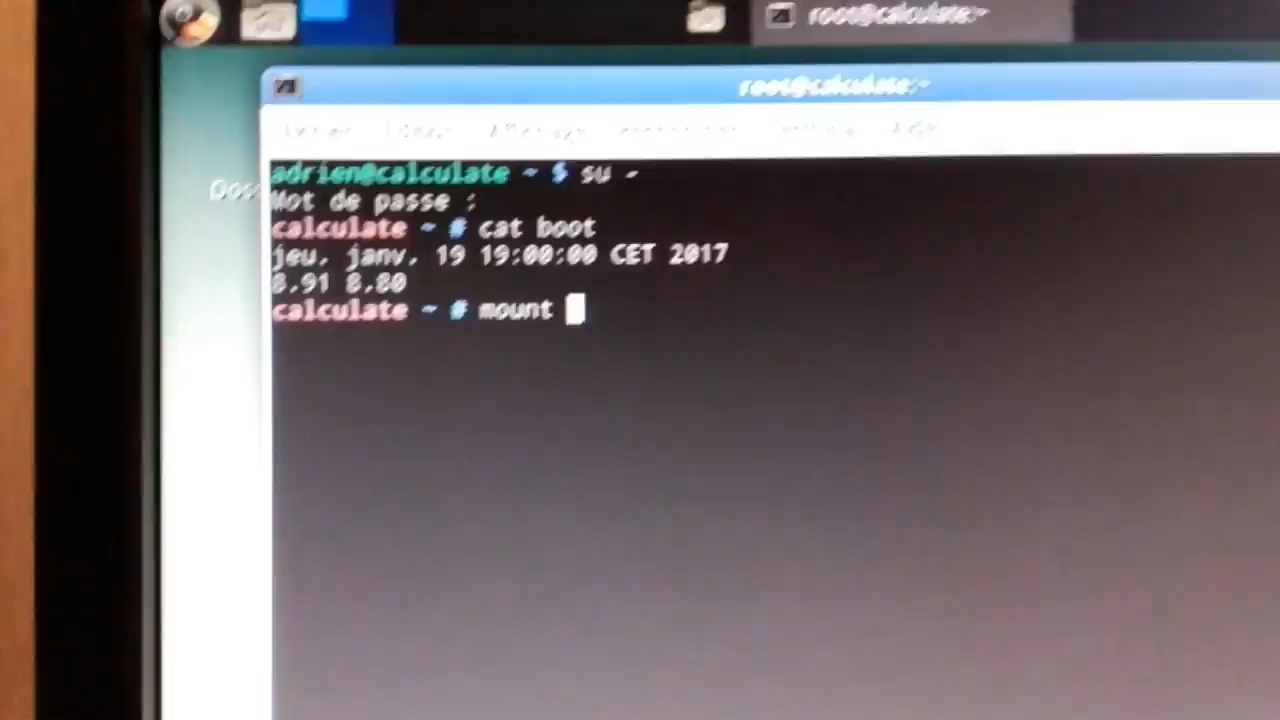 root@calculate:~
root@calculate:~
adrien@calculate ~ $ su -
Mot de passe :
calculate ~ # cat boot
jeu. janv. 19 19:00:00 CET 2017
8.91 8.80
calculate ~ # mount